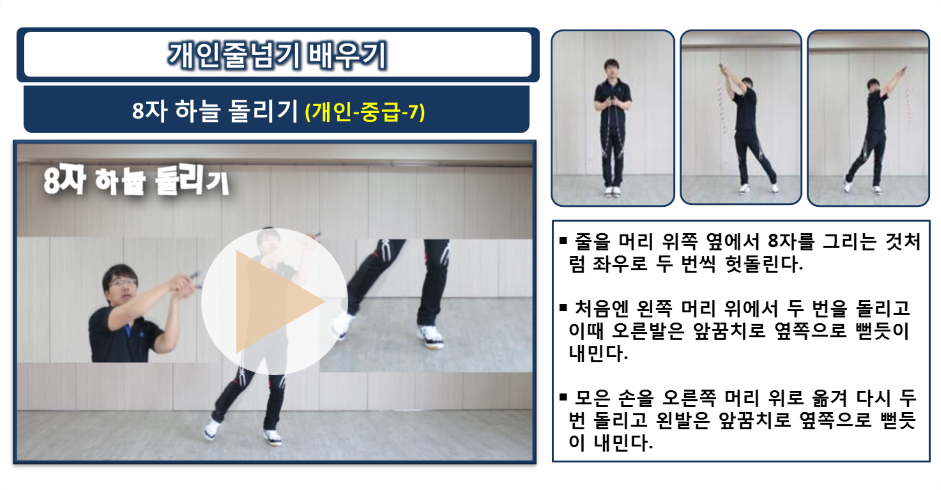 개인줄넘기 배우기
8자 하늘 돌리기 (개인-중급-7)
8자 하늘 돌리기
▪ 줄을 머리 위쪽 옆에서 8자를 그리는 것처
럼 좌우로 두 번씩 헛돌린다.
▪ 처음엔 왼쪽 머리 위에서 두 번을 돌리고
이때 오른발은 앞꿈치로 옆쪽으로 뻗듯이
내민다.
▪ 모은 손을 오른쪽 머리 위로 옮겨 다시 두
번 돌리고 왼발은 앞꿈치로 옆쪽으로 뻗듯
이 내민다.